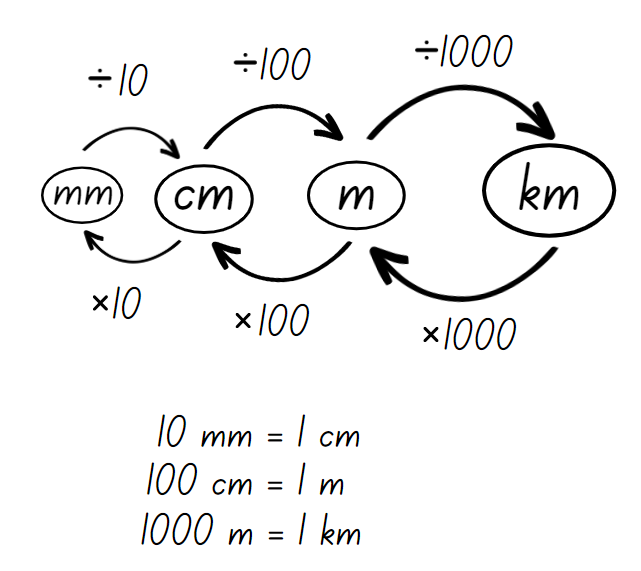 ÷10
÷100
÷1000
mm
cm
m
km
×10
×100
×1000
10 mm = 1 cm
100 cm = 1 m
1000 m = 1 km